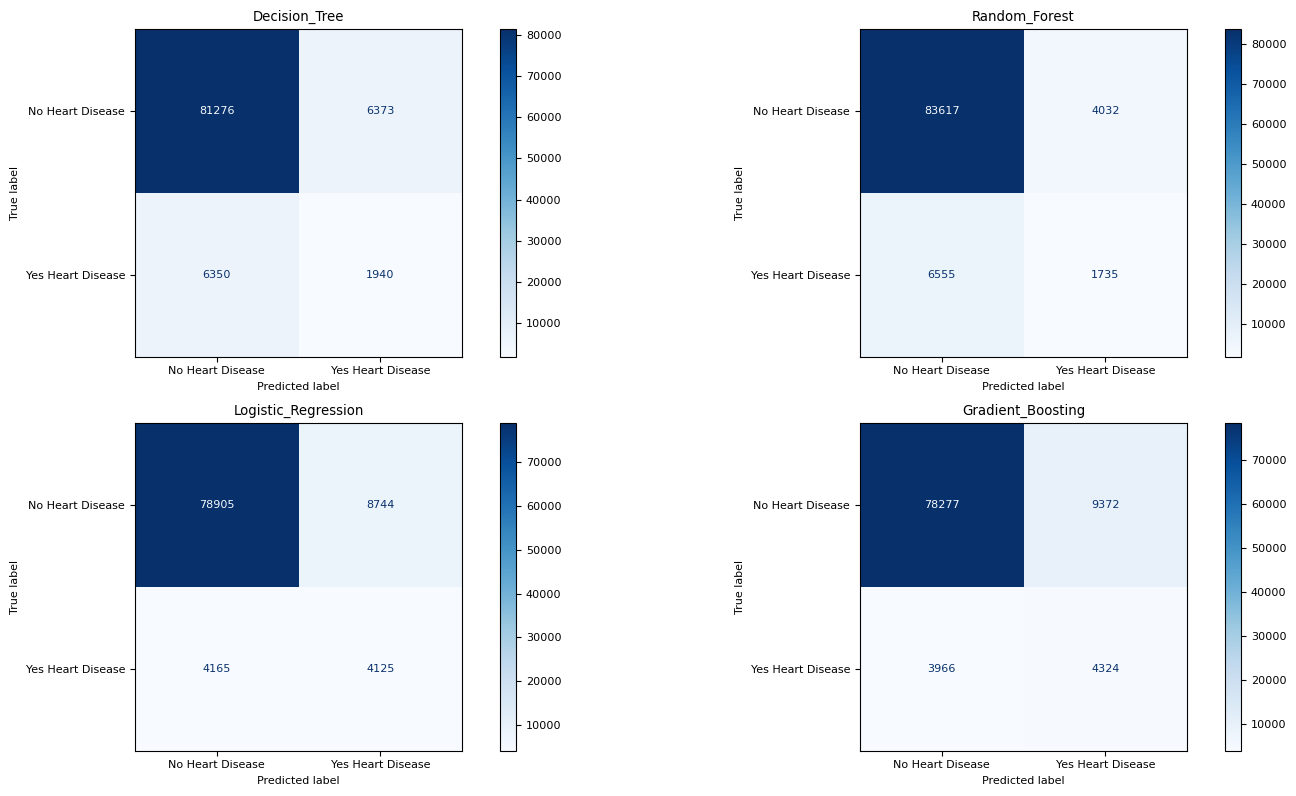 Decision_Tree
No Heart Disease
Yes Heart Disease
True label
81276
6373
6350
1940
No Heart Disease
Yes Heart Disease
Predicted label
80000
70000
60000
50000
40000
30000
20000
10000
Random_Forest
No Heart Disease
Yes Heart Disease
True label
83617
4032
6555
1735
No Heart Disease
Yes Heart Disease
Predicted label
80000
70000
60000
50000
40000
30000
20000
10000
Logistic_Regression
No Heart Disease
Yes Heart Disease
True label
78905
8744
4165
4125
No Heart Disease
Yes Heart Disease
Predicted label
70000
60000
50000
40000
30000
20000
10000
Gradient_Boosting
No Heart Disease
Yes Heart Disease
True label
78277
9372
3966
4324
No Heart Disease
Yes Heart Disease
Predicted label
70000
60000
50000
40000
30000
20000
10000